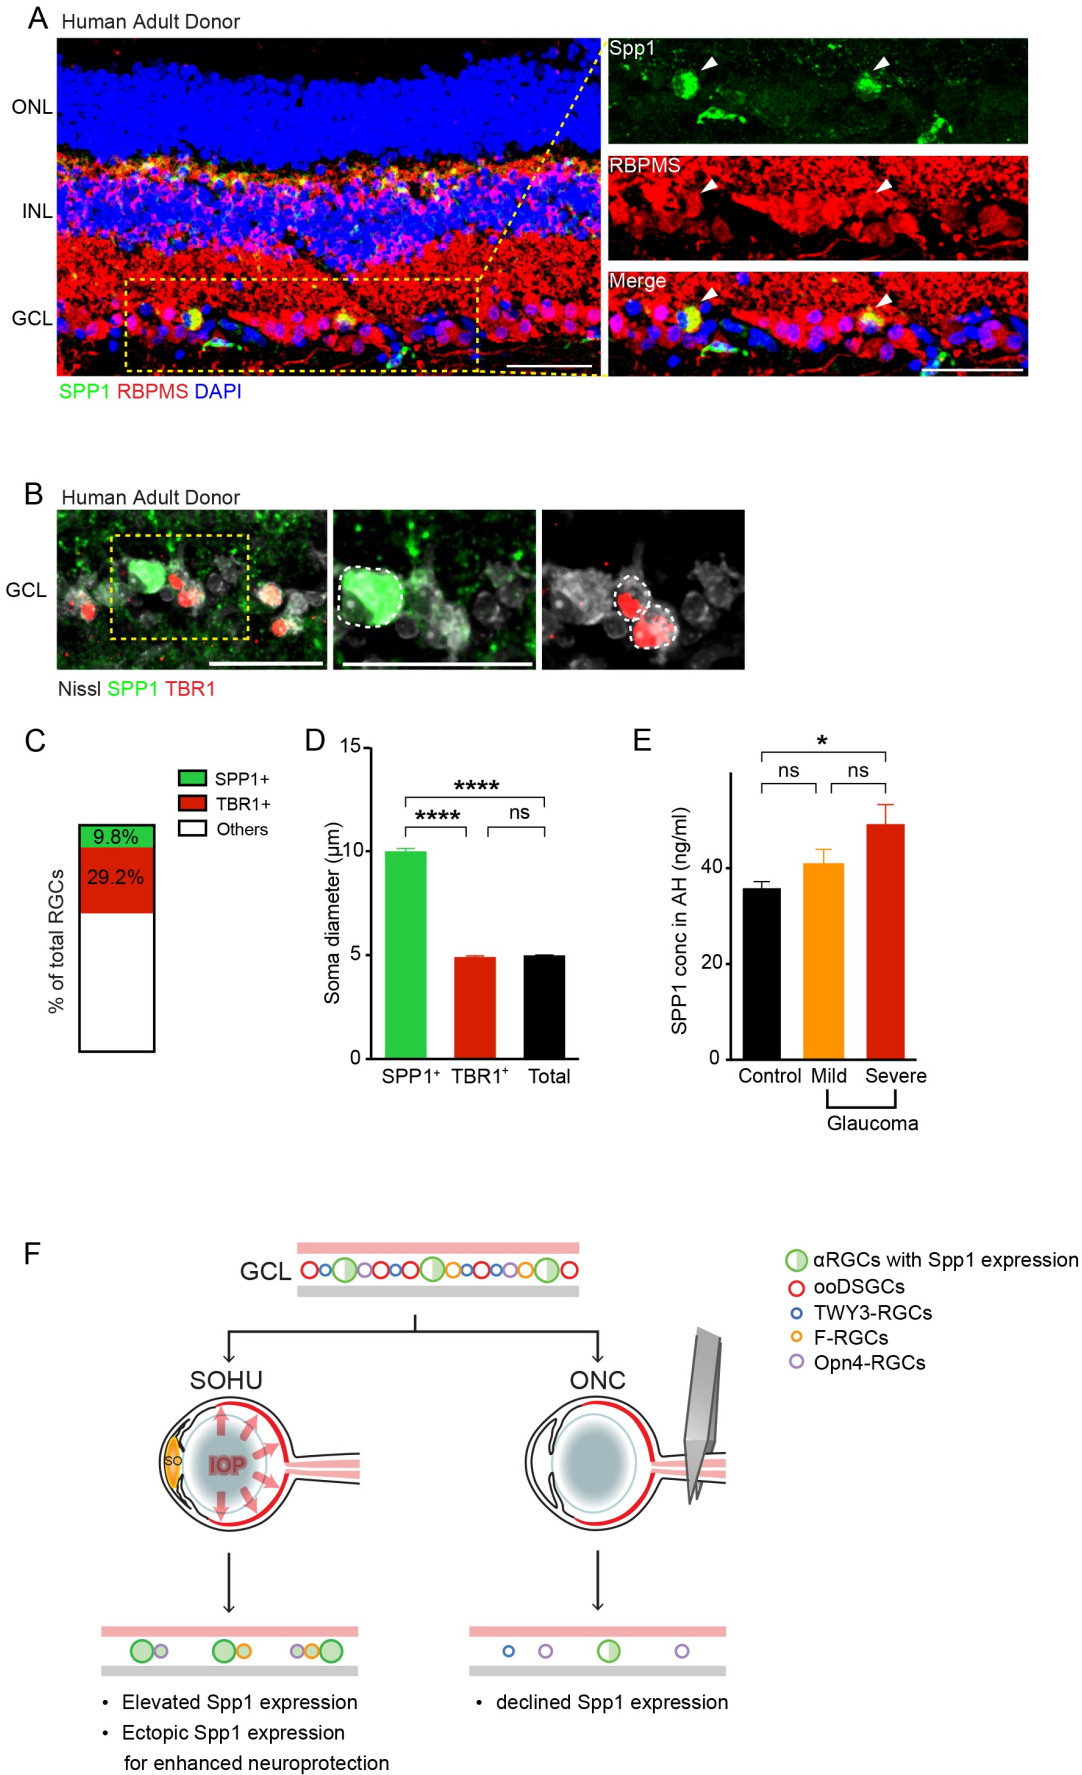 A Human Adult Donor
ONL
INL
GCL
Spp1
RBPMS
Merge
SPP1 RBPMS DAPI
B Human Adult Donor
GCL
Nissl SPP1 TBR1
C
SPP1+
TBR1+
Others
9.8%
29.2%
% of total RGCs
D
15
10
5
0
Soma diameter (µm)
****
**** ns
SPP1+ TBR1+ Total
E
*
ns ns
40
20
0
SPP1 conc in AH (ng/ml)
Control Mild Severe
Glaucoma
F
GCL
αRGCs with Spp1 expression
ooDSGCs
TWY3-RGCs
F-RGCs
Opn4-RGCs
SOHU
ONC
SO
IOP
• Elevated Spp1 expression
• Ectopic Spp1 expression
for enhanced neuroprotection
• declined Spp1 expression